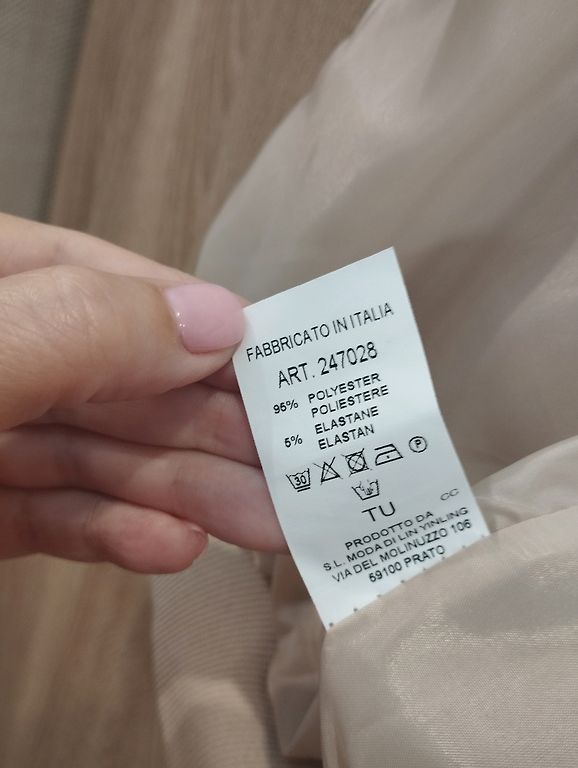 FABBRICATO IN ITALIA
ART. 247028
95% POLYESTER
POLIESTERE
5% ELASTANE
ELASTAN
30
P
TU
CC
PRODOTTO DA
S.L. MODA DI LIN YINLING
VIA DEL MOLINUZZO 106
59100 PRATO